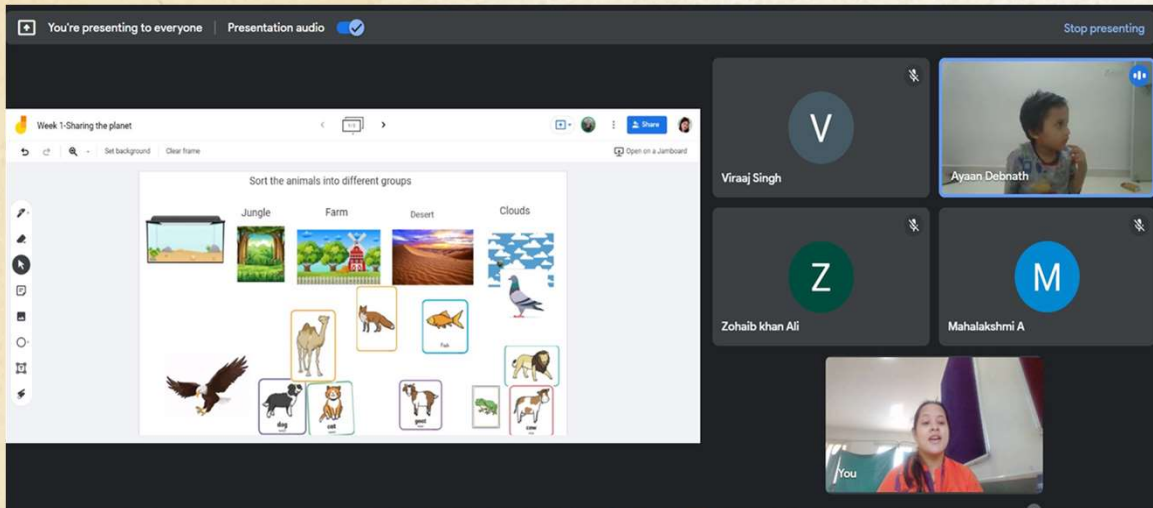 You're presenting to everyone
Presentation audio
Stop presenting
Week 1-Sharing the planet
Share
Set background
Clear frame
Open on a Jamboard
Sort the animals into different groups
Jungle
Farm
Desert
Clouds
fish
dog
cat
goat
cow
V
Viraaj Singh
Ayaan Debnath
Z
Zohaib khan Ali
M
Mahalakshmi A
You